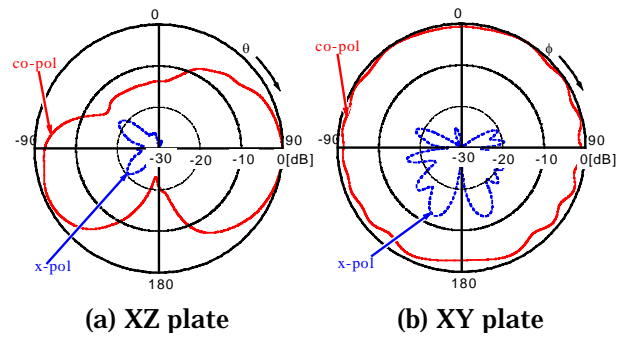 0
θ
co-pol
-90
90
-30
-20
-10
0[dB]
x-pol
180
(a) XZ plate
0
ϕ
co-pol
-90
90
-30
-20
-10
0[dB]
x-pol
180
(b) XY plate